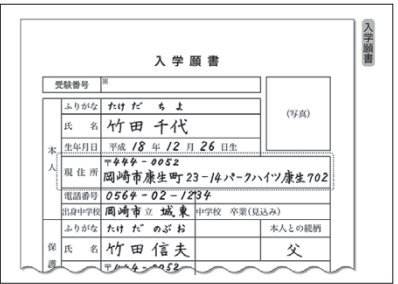 入学願書
入学願書
受験番号 ※
(写真)
本人
ふりがな たけだ ちよ
氏名 竹田 千代
生年月日 平成 18 年 12 月 26 日生
現住所 〒444-0052
岡崎市康生町23-14パークハイツ康生702
電話番号 0564-02-1234
出身中学校 岡崎市 立 城東 中学校 卒業(見込み)
保護
ふりがな たけだ のぶお 本人との続柄
氏名 竹田 信夫 父
〒444-0052